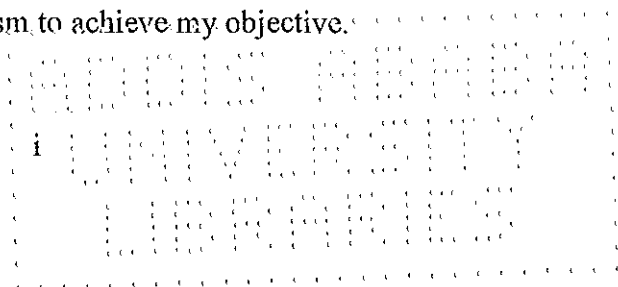 sm to achieve my objective.
ADDIS ABABA
i
UNIVERSITY
LIBRARIES